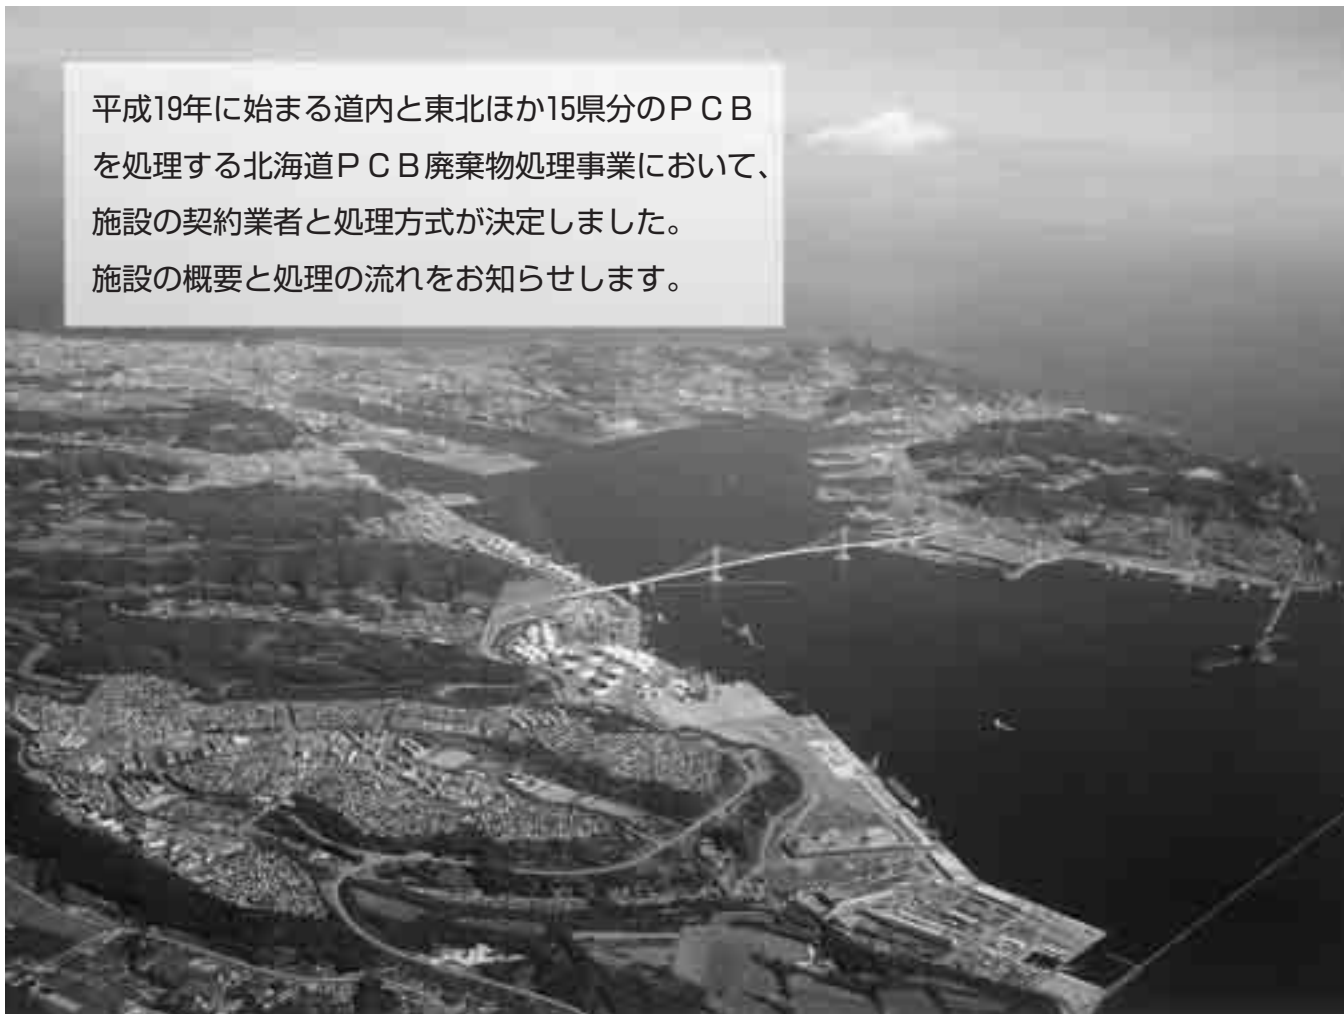 平成19年に始まる道内と東北ほか15県分のＰＣＢ
を処理する北海道ＰＣＢ廃棄物処理事業において、
施設の契約業者と処理方式が決定しました。
施設の概要と処理の流れをお知らせします。